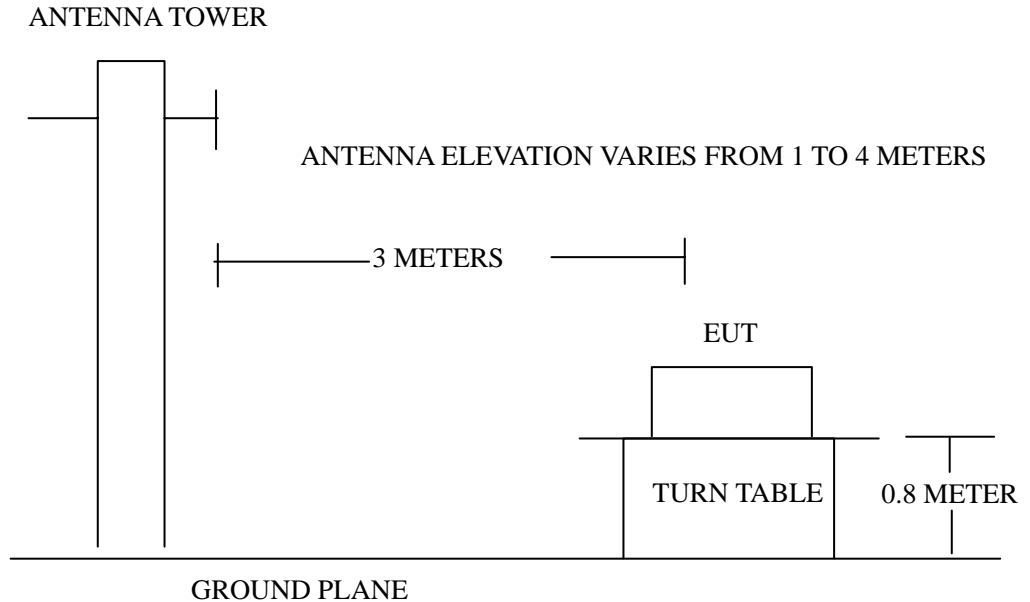 ANTENNA TOWER
ANTENNA ELEVATION VARIES FROM 1 TO 4 METERS
3 METERS
EUT
TURN TABLE
0.8 METER
GROUND PLANE